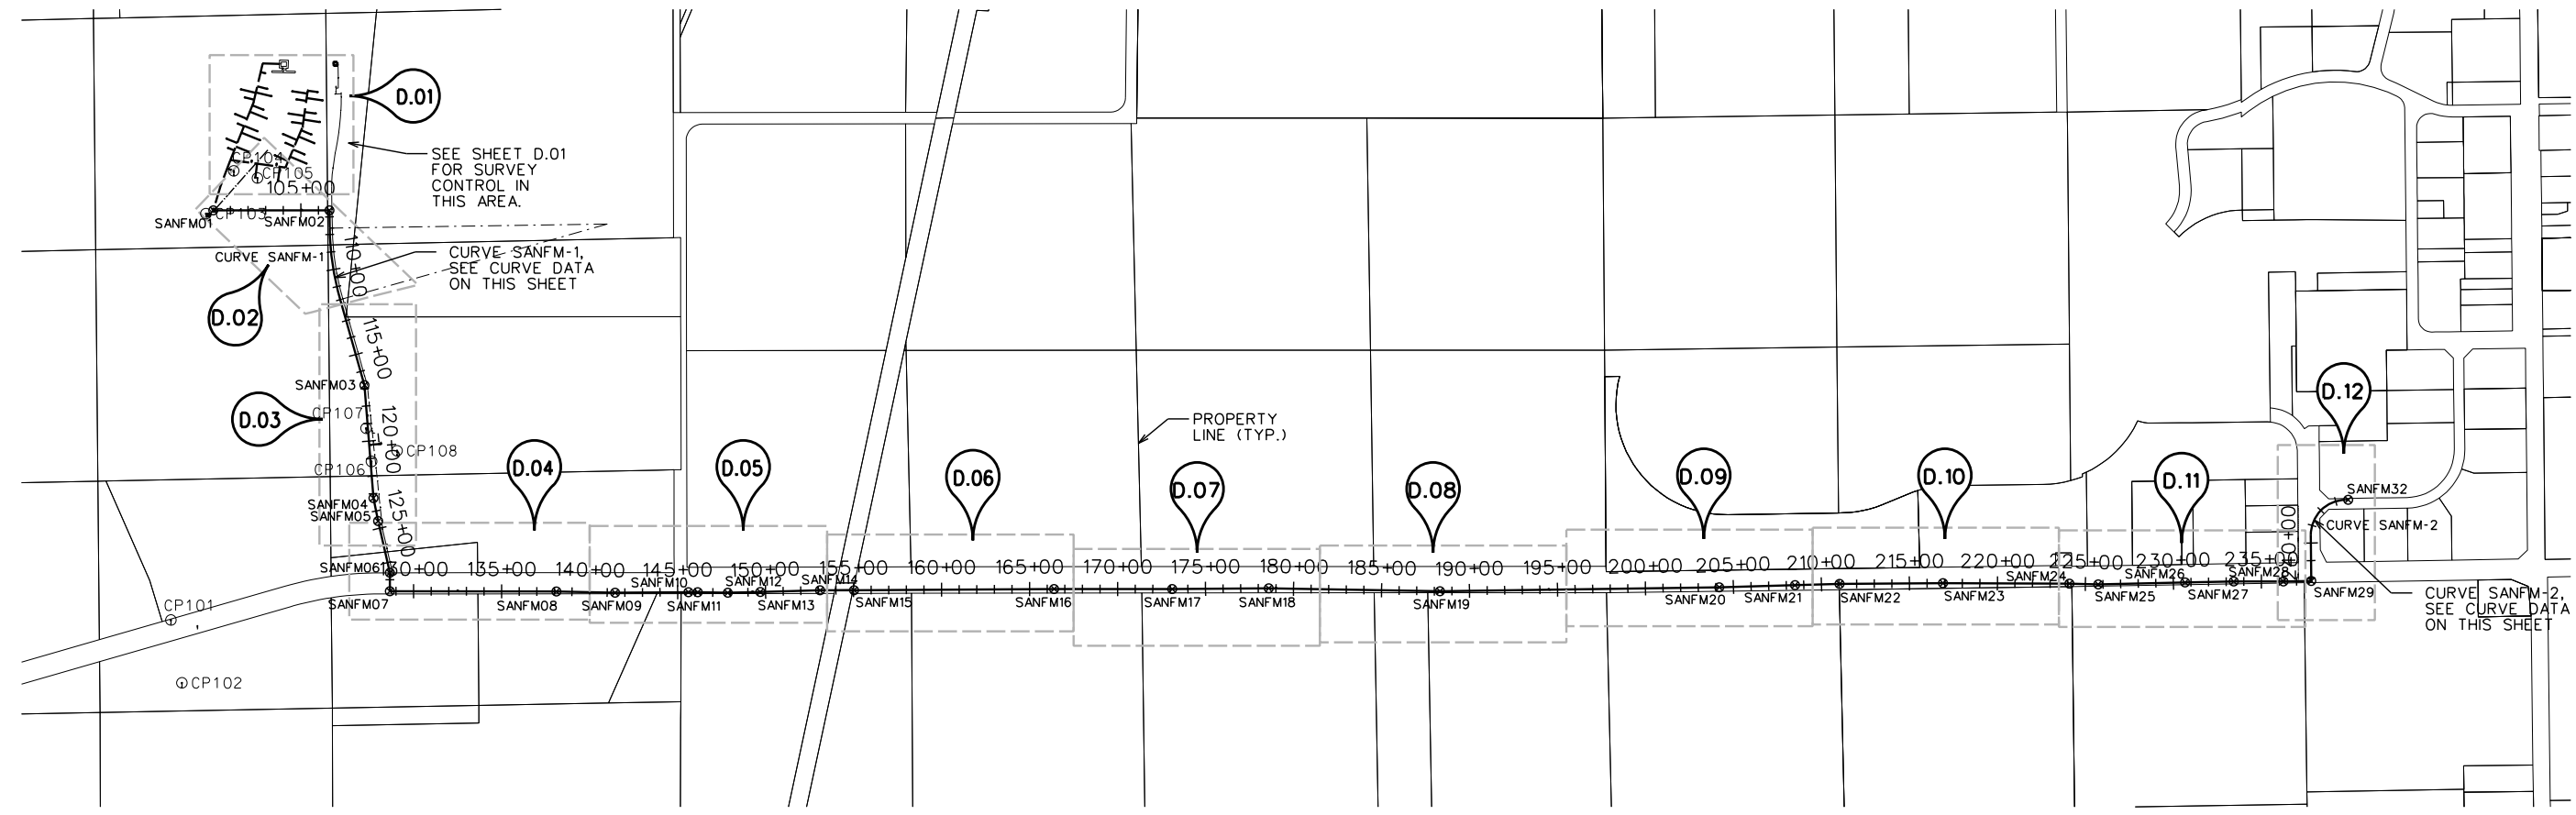 D.01
SEE SHEET D.01
FOR SURVEY
CONTROL IN
THIS AREA.
CP104
CP105
105+00
CP103
SANFM01
SANFM02
CURVE SANFM-1
110+00
CURVE SANFM-1,
SEE CURVE DATA
ON THIS SHEET
D.02
115+00
SANFM03
D.03
CP107
120+00
CP108
CP106
SANFM04
SANFM05
125+00
PROPERTY
LINE (TYP.)
D.04
D.05
D.06
D.07
D.08
D.09
D.10
D.11
D.12
SANFM32
CURVE SANFM-2
SANFM06
130+00
135+00
140+00
145+00
150+00
155+00
160+00
165+00
170+00
175+00
180+00
185+00
190+00
195+00
200+00
205+00
210+00
215+00
220+00
225+00
230+00
235+00
SANFM10
SANFM12
SANFM14
SANFM24
SANFM26
SANFM28
SANFM07
SANFM08
SANFM09
SANFM11
SANFM13
SANFM15
SANFM16
SANFM17
SANFM18
SANFM19
SANFM20
SANFM21
SANFM22
SANFM23
SANFM25
SANFM27
SANFM29
CURVE SANFM-2,
SEE CURVE DATA
ON THIS SHEET
CP101
CP102